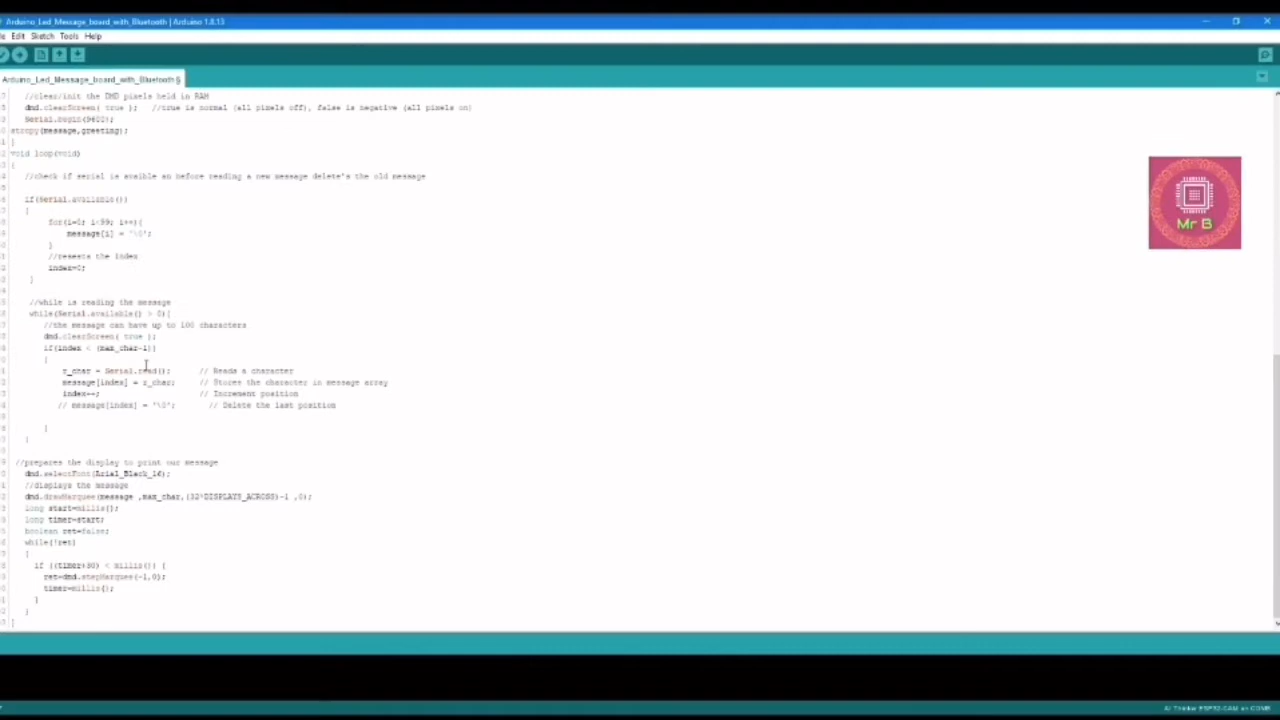 Arduino_Led_Message_board_with_Bluetooth | Arduino 1.8.13
Edit Sketch Tools Help
Arduino_Led_Message_board_with_Bluetooth §
//clear/init the DMD pixels held in RAM
dmd.clearScreen( true ); //true is normal (all pixels off), false is negative (all pixels on)
Serial.begin(9600);
strcpy(message,greeting);
}
void loop(void)
{
//check if serial is avaible an before reading a new message delete's the old message
if(Serial.available())
{
for(i=0; i<99; i++){
message[i] = '\0';
}
//resests the index
index=0;
}
//while is reading the message
while(Serial.available() > 0){
//the message can have up to 100 characters
dmd.clearScreen( true );
if(index < (max_char-1))
{
r_char = Serial.read(); // Reads a character
message[index] = r_char; // Stores the character in message array
index++; // Increment position
// message[index] = '\0'; // Delete the last position
}
}
//prepares the display to print our message
dmd.selectFont(Arial_Black_16);
//displays the message
dmd.drawMarquee(message ,max_char,(32*DISPLAYS_ACROSS)-1 ,0);
long start=millis();
long timer=start;
boolean ret=false;
while(!ret)
{
if ((timer+30) < millis()) {
ret=dmd.stepMarquee(-1,0);
timer=millis();
}
}
}
Mr B
AI Thinker ESP32-CAM on COM8